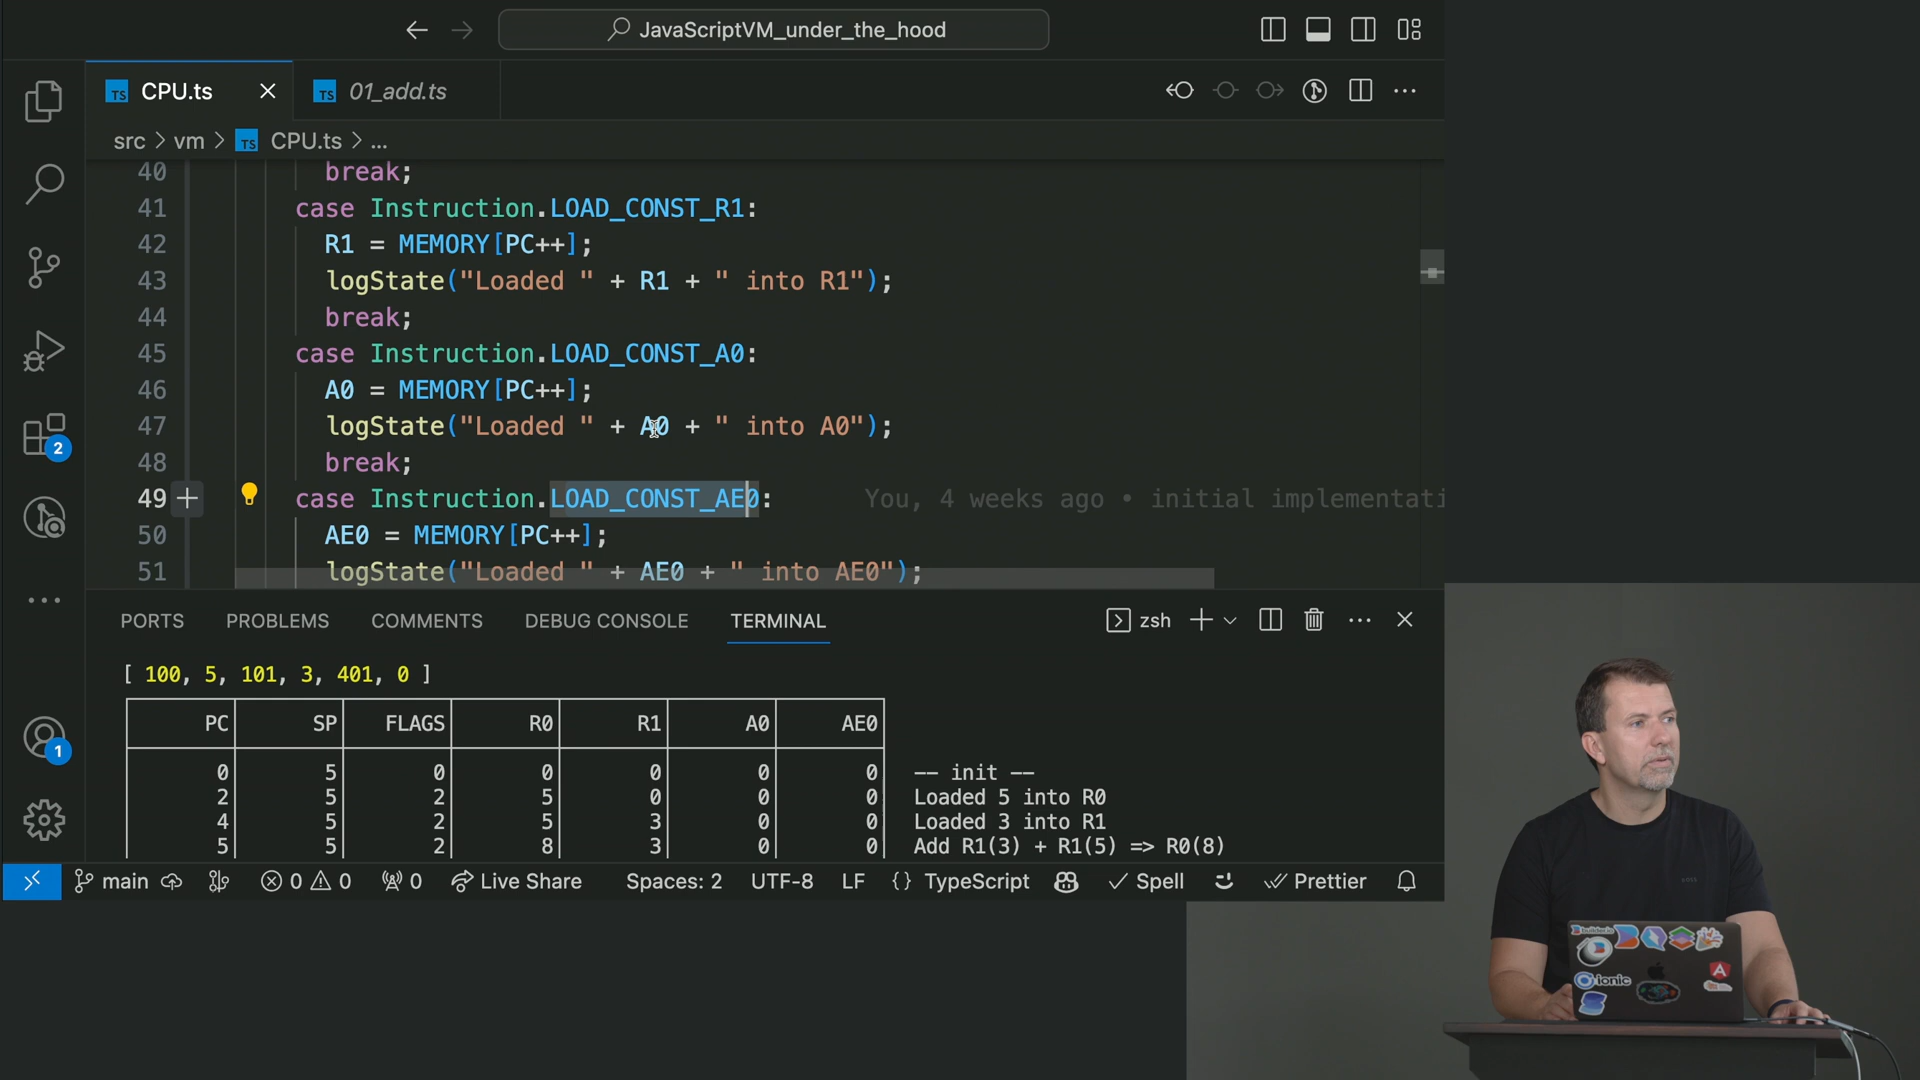 JavaScriptVM_under_the_hood
TS CPU.ts
TS 01_add.ts
src > vm > TS CPU.ts > ...
40 break;
41 case Instruction.LOAD_CONST_R1:
42 R1 = MEMORY[PC++];
43 logState("Loaded " + R1 + " into R1");
44 break;
45 case Instruction.LOAD_CONST_A0:
46 A0 = MEMORY[PC++];
47 logState("Loaded " + A0 + " into A0");
48 break;
49 case Instruction.LOAD_CONST_AE0: You, 4 weeks ago • initial implementati
50 AE0 = MEMORY[PC++];
51 logState("Loaded " + AE0 + " into AE0");
2
1
PORTS PROBLEMS COMMENTS DEBUG CONSOLE TERMINAL zsh
[ 100, 5, 101, 3, 401, 0 ]
PC SP FLAGS R0 R1 A0 AE0
0 5 0 0 0 0 0 -- init --
2 5 2 5 0 0 0 Loaded 5 into R0
4 5 2 5 3 0 0 Loaded 3 into R1
5 5 2 8 3 0 0 Add R1(3) + R1(5) => R0(8)
main 0 0 0 Live Share Spaces: 2 UTF-8 LF {} TypeScript Spell Prettier
builder.io
ionic